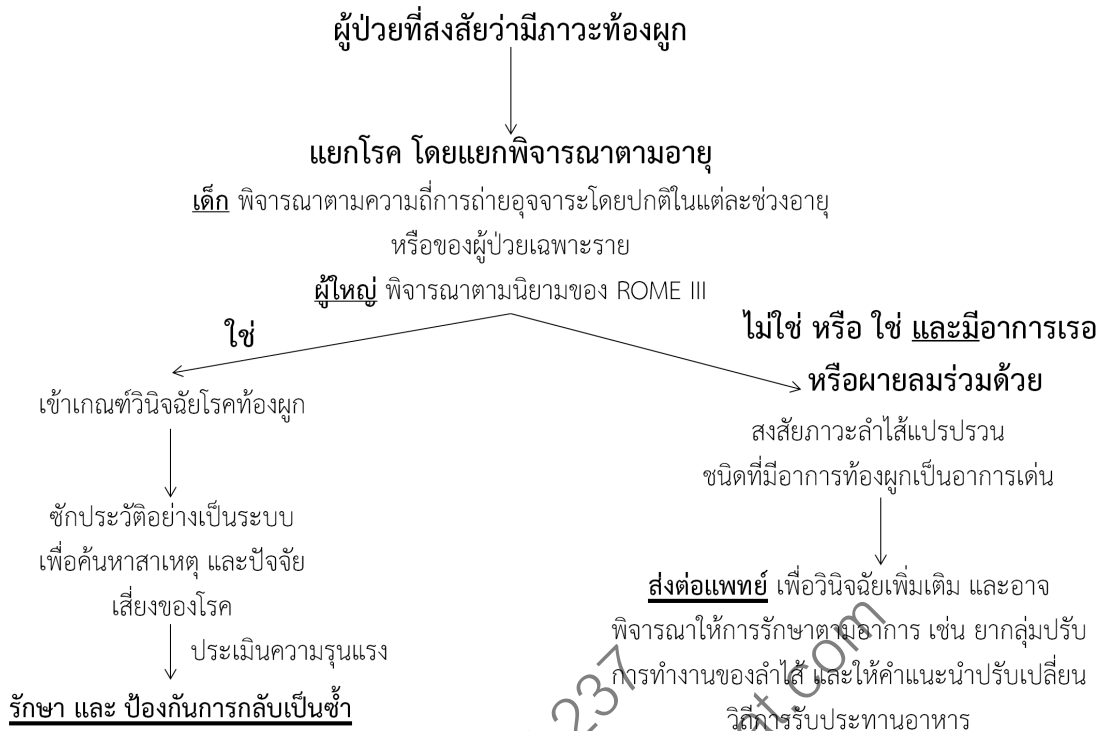 ผู้ป่วยที่สงสัยว่ามีภาวะท้องผูก
แยกโรค โดยแยกพิจารณาตามอายุ
เด็ก พิจารณาตามความถี่การถ่ายอุจจาระโดยปกติในแต่ละช่วงอายุ
หรือของผู้ป่วยเฉพาะราย
ผู้ใหญ่ พิจารณาตามนิยามของ ROME III
ใช่
เข้าเกณฑ์วินิจฉัยโรคท้องผูก
ซักประวัติอย่างเป็นระบบ
เพื่อค้นหาสาเหตุ และปัจจัย
เสี่ยงของโรค
ประเมินความรุนแรง
รักษา และ ป้องกันการกลับเป็นซ้ำ
ไม่ใช่ หรือ ใช่ และมีอาการเรอ
หรือผายลมร่วมด้วย
สงสัยภาวะลำไส้แปรปรวน
ชนิดที่มีอาการท้องผูกเป็นอาการเด่น
ส่งต่อแพทย์ เพื่อวินิจฉัยเพิ่มเติม และอาจ
พิจารณาให้การรักษาตามอาการ เช่น ยากลุ่มปรับ
การทำงานของลำไส้ และให้คำแนะนำปรับเปลี่ยน
วิถีการรับประทานอาหาร
237
.com